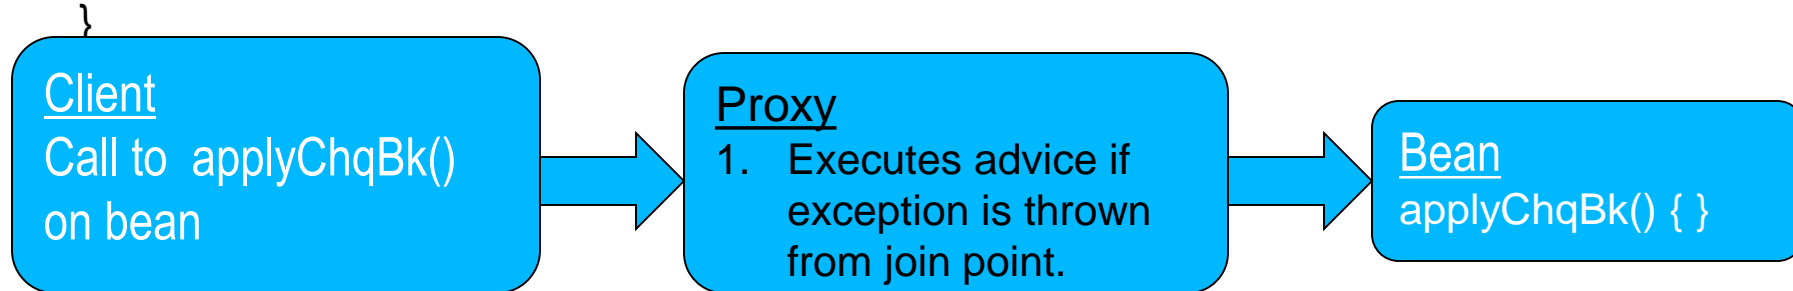 }
Client
Call to applyChqBk()
on bean
Proxy
1. Executes advice if
exception is thrown
from join point.
Bean
applyChqBk() { }